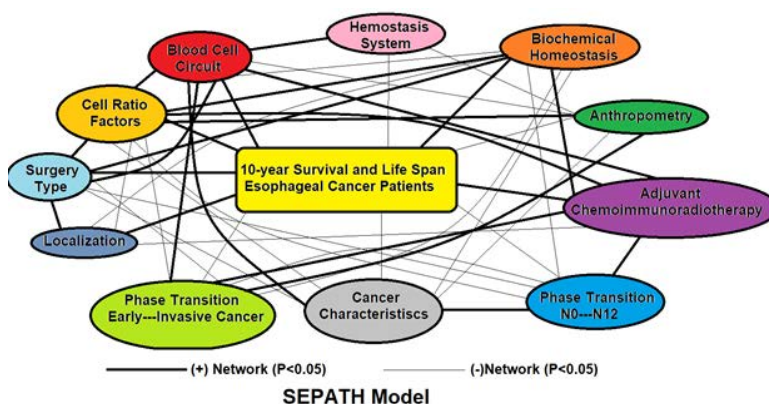 Hemostasis
System
Blood Cell
Circuit
Biochemical
Homeostasis
Cell Ratio
Factors
Anthropometry
Surgery
Type
10-year Survival and Life Span
Esophageal Cancer Patients
Adjuvant
Chemoimmunoradiotherapy
Localization
Phase Transition
Early---Invasive Cancer
Cancer
Characteristiscs
Phase Transition
N0---N12
(+) Network (P<0.05)
(-)Network (P<0.05)
SEPATH Model